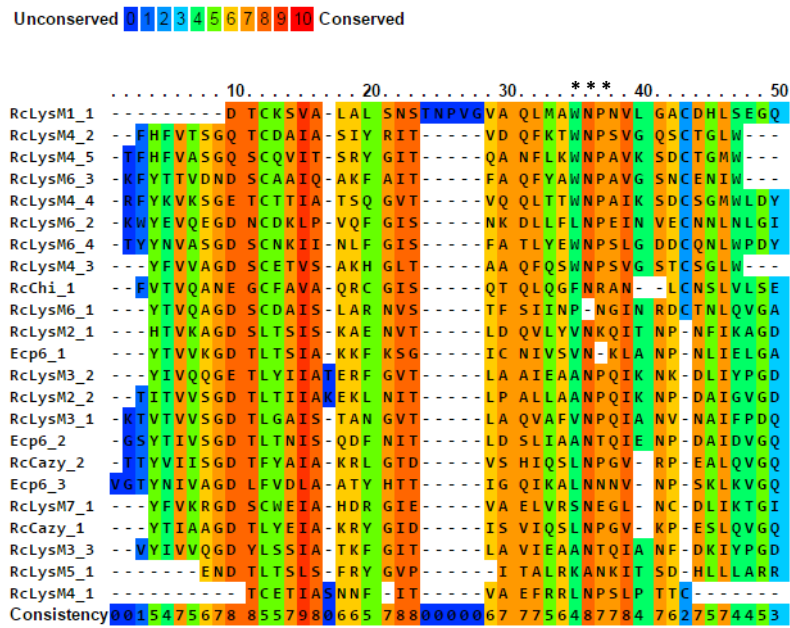 Unconserved 0 1 2 3 4 5 6 7 8 9 10 Conserved
* * *
. . . . . . . . . 10 . . . . . . . . . 20 . . . . . . . . . 30 . . . . . . . . . 40 . . . . . . . . . 50
RcLysM1_1 - - - - - - - - - D T C K S V A - L A L S N S T N P V G V A Q L M A W N P N V L G A C D H L S E G Q
RcLysM4_2 - - F H F V T S G Q T C D A I A - S I Y R I T - - - - - V D Q F K T W N P S V G Q S C T G L W - - -
RcLysM4_5 - T F H F V A S G Q S C Q V I T - S R Y G I T - - - - - Q A N F L K W N P A V K S D C T G M W - - -
RcLysM6_3 - K F Y T T V D N D S C A A I Q - A K F A I T - - - - - F A Q F Y A W N P A V G S N C E N I W - - -
RcLysM4_4 - R F Y K V K S G E T C T T I A - T S Q G V T - - - - - V Q Q L T T W N P A I K S D C S G M W L D Y
RcLysM6_2 - K W Y E V Q E G D N C D K L P - V Q F G I S - - - - - N K D L L F L N P E I N V E C N N L N L G I
RcLysM6_4 - T Y Y N V A S G D S C N K I I - N L F G I S - - - - - F A T L Y E W N P S L G D D C Q N L W P D Y
RcLysM4_3 - - - Y F V V A G D S C E T V S - A K H G L T - - - - - A A Q F Q S W N P S V G S T C S G L W - - -
RcChi_1 - - F V T V Q A N E G C F A V A - Q R C G I S - - - - - Q T Q L Q G F N R A N - - L C N S L V L S E
RcLysM6_1 - - - Y T V Q A G D S C D A I S - L A R N V S - - - - - T F S I I N P - N G I N R D C T N L Q V G A
RcLysM2_1 - - - H T V K A G D S L T S I S - K A E N V T - - - - - L D Q V L Y V N K Q I T N P - N F I K A G D
Ecp6_1 - - - Y T V V K G D T L T S I A - K K F K S G - - - - - I C N I V S V N - K L A N P - N L I E L G A
RcLysM3_2 - - - Y I V Q Q G E T L Y I I A T E R F G V T - - - - - L A A I E A A N P Q I K N K - D L I Y P G D
RcLysM2_2 - - T I T V V S G D T L T I I A K E K L N I T - - - - - L P A L L A A N P Q I K N P - D A I G V G D
RcLysM3_1 - K T V T V V S G D T L G A I S - T A N G V T - - - - - L A Q V A F V N P Q I A N V - N A I F P D Q
Ecp6_2 - G S Y T I V S G D T L T N I S - Q D F N I T - - - - - L D S L I A A N T Q I E N P - D A I D V G Q
RcCazy_2 - T T Y V I I S G D T F Y A I A - K R L G T D - - - - - V S H I Q S L N P G V - R P - E A L Q V G Q
Ecp6_3 V G T Y N I V A G D L F V D L A - A T Y H T T - - - - - I G Q I K A L N N N V - N P - S K L K V G Q
RcLysM7_1 - - - Y F V K R G D S C W E I A - H D R G I E - - - - - V A E L V R S N E G L - N C - D L I K T G I
RcCazy_1 - - - Y T I A A G D T L Y E I A - K R Y G I D - - - - - I S V I Q S L N P G V - K P - E S L Q V G Q
RcLysM3_3 - - V Y I V V Q G D Y L S S I A - T K F G I T - - - - - L A V I E A A N T Q I A N F - D K I Y P G D
RcLysM5_1 - - - - - - - E N D T L T S L S - F R Y G V P - - - - - - I T A L R K A N K I T S D - H L L L A R R
RcLysM4_1 - - - - - - - - - - T C E T I A S N N F - I T - - - - - V A E F R R L N P S L P T T C - - - - - - -
Consistency 0 0 1 5 4 7 5 6 7 8 8 5 5 7 9 8 0 6 6 5 7 8 8 0 0 0 0 0 6 7 7 7 5 6 4 8 7 7 8 4 7 6 2 7 5 7 4 4 5 3